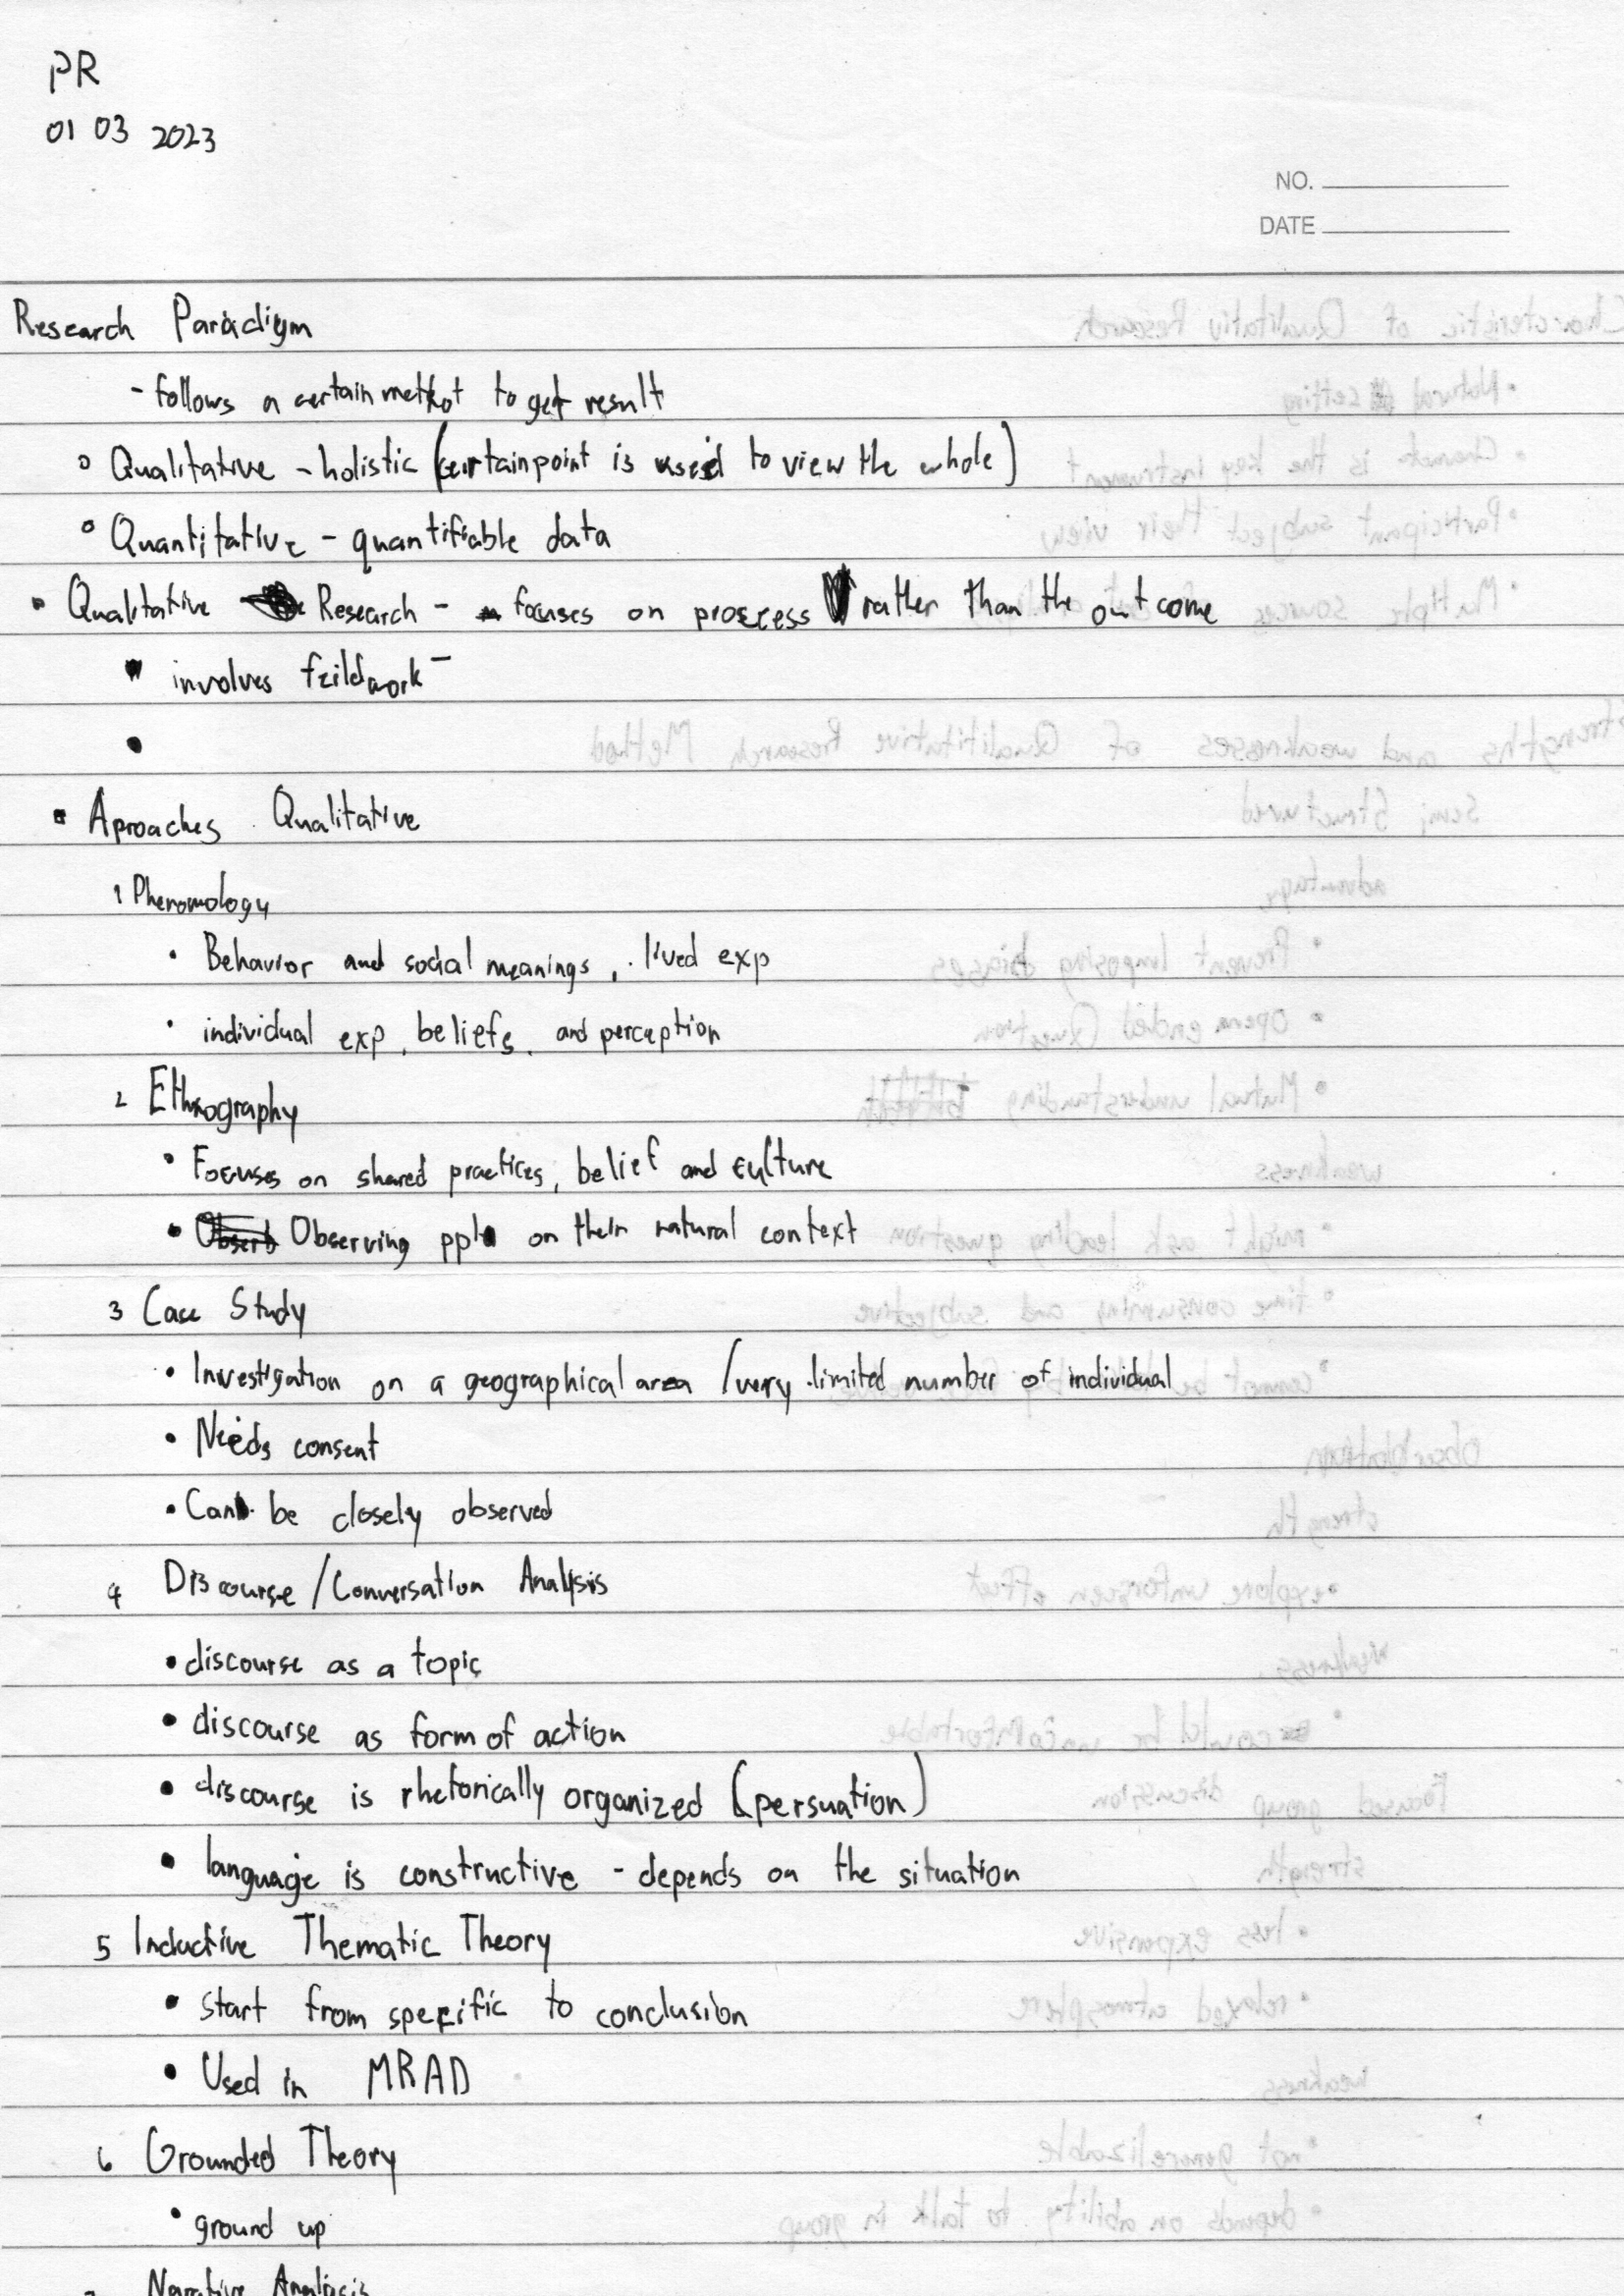 PR
01 03 2023
NO.
DATE
Research Paradigm
- follows a certain method to get result
Qualitative - holistic (certain point is used to view the whole)
Quantitative - quantifiable data
• Qualitative Research - focuses on proscess rather than the outcome
• involves feildwork -
•
• Aproaches Qualitative
1 Phenomology
• Behavior and social meanings, lived exp
• individual exp, beliefs, and perception
2 Ethnography
• Focuses on shared practices, belief and culture
• Observing ppl on their natural context
3 Case Study
• Investigation on a geographical area / very limited number of individual
• Needs consent
• Can be closely observed
4 Discourse / Conversation Analysis
• discourse as a topic
• discourse as form of action
• discourse is rhetorically organized (persuation)
• language is constructive - depends on the situation
5 Inductive Thematic Theory
• start from specific to conclusion
• Used in MRAD
6 Grounded Theory
• ground up
Narrative Analisis